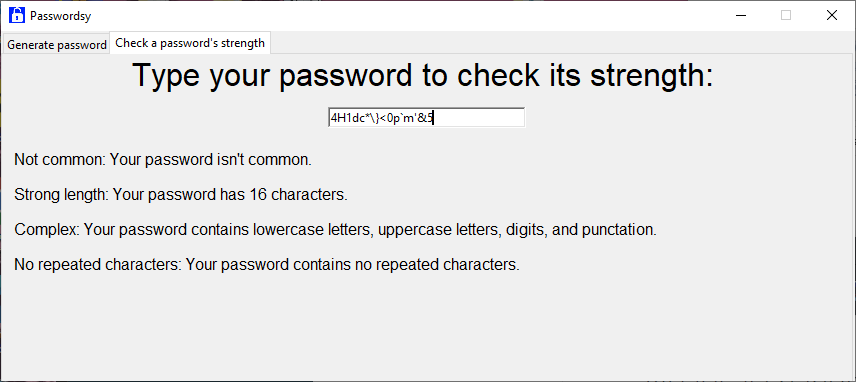 Passwordsy
Generate password
Check a password's strength
Type your password to check its strength:
4H1dc*\}<0p`m'&5
Not common: Your password isn't common.
Strong length: Your password has 16 characters.
Complex: Your password contains lowercase letters, uppercase letters, digits, and punctation.
No repeated characters: Your password contains no repeated characters.